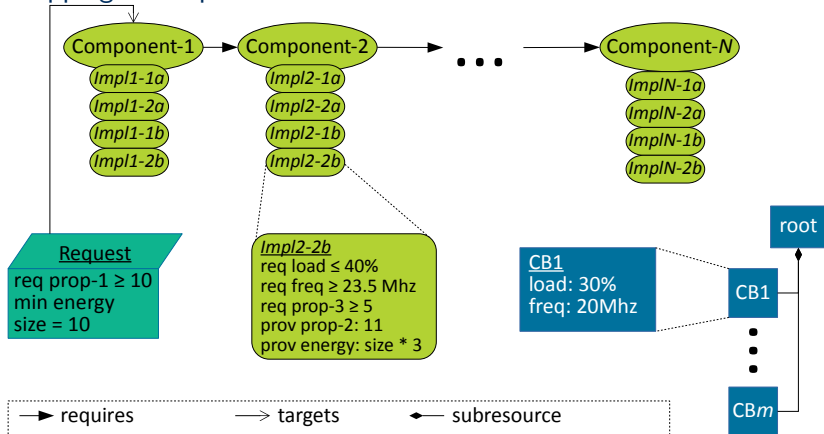 Component-1
Impl1-1a
Impl1-2a
Impl1-1b
Impl1-2b
Component-2
Impl2-1a
Impl2-2a
Impl2-1b
Impl2-2b
Component-N
ImplN-1a
ImplN-2a
ImplN-1b
ImplN-2b
Request
req prop-1 ≥ 10
min energy
size = 10
Impl2-2b
req load ≤ 40%
req freq ≥ 23.5 Mhz
req prop-3 ≥ 5
prov prop-2: 11
prov energy: size * 3
CB1
load: 30%
freq: 20Mhz
root
CB1
CBm
requires
targets
subresource